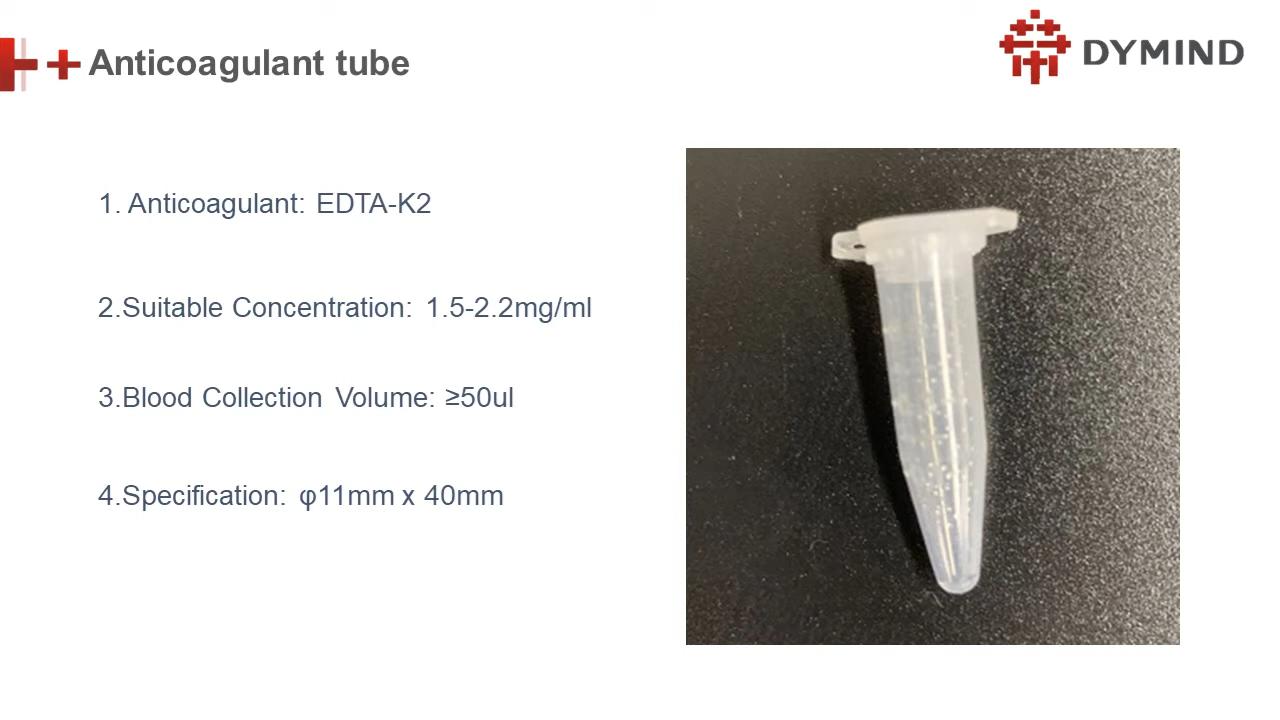 Anticoagulant tube
DYMIND
1. Anticoagulant: EDTA-K2
2.Suitable Concentration: 1.5-2.2mg/ml
3.Blood Collection Volume: ≥50ul
4.Specification: φ11mm x 40mm